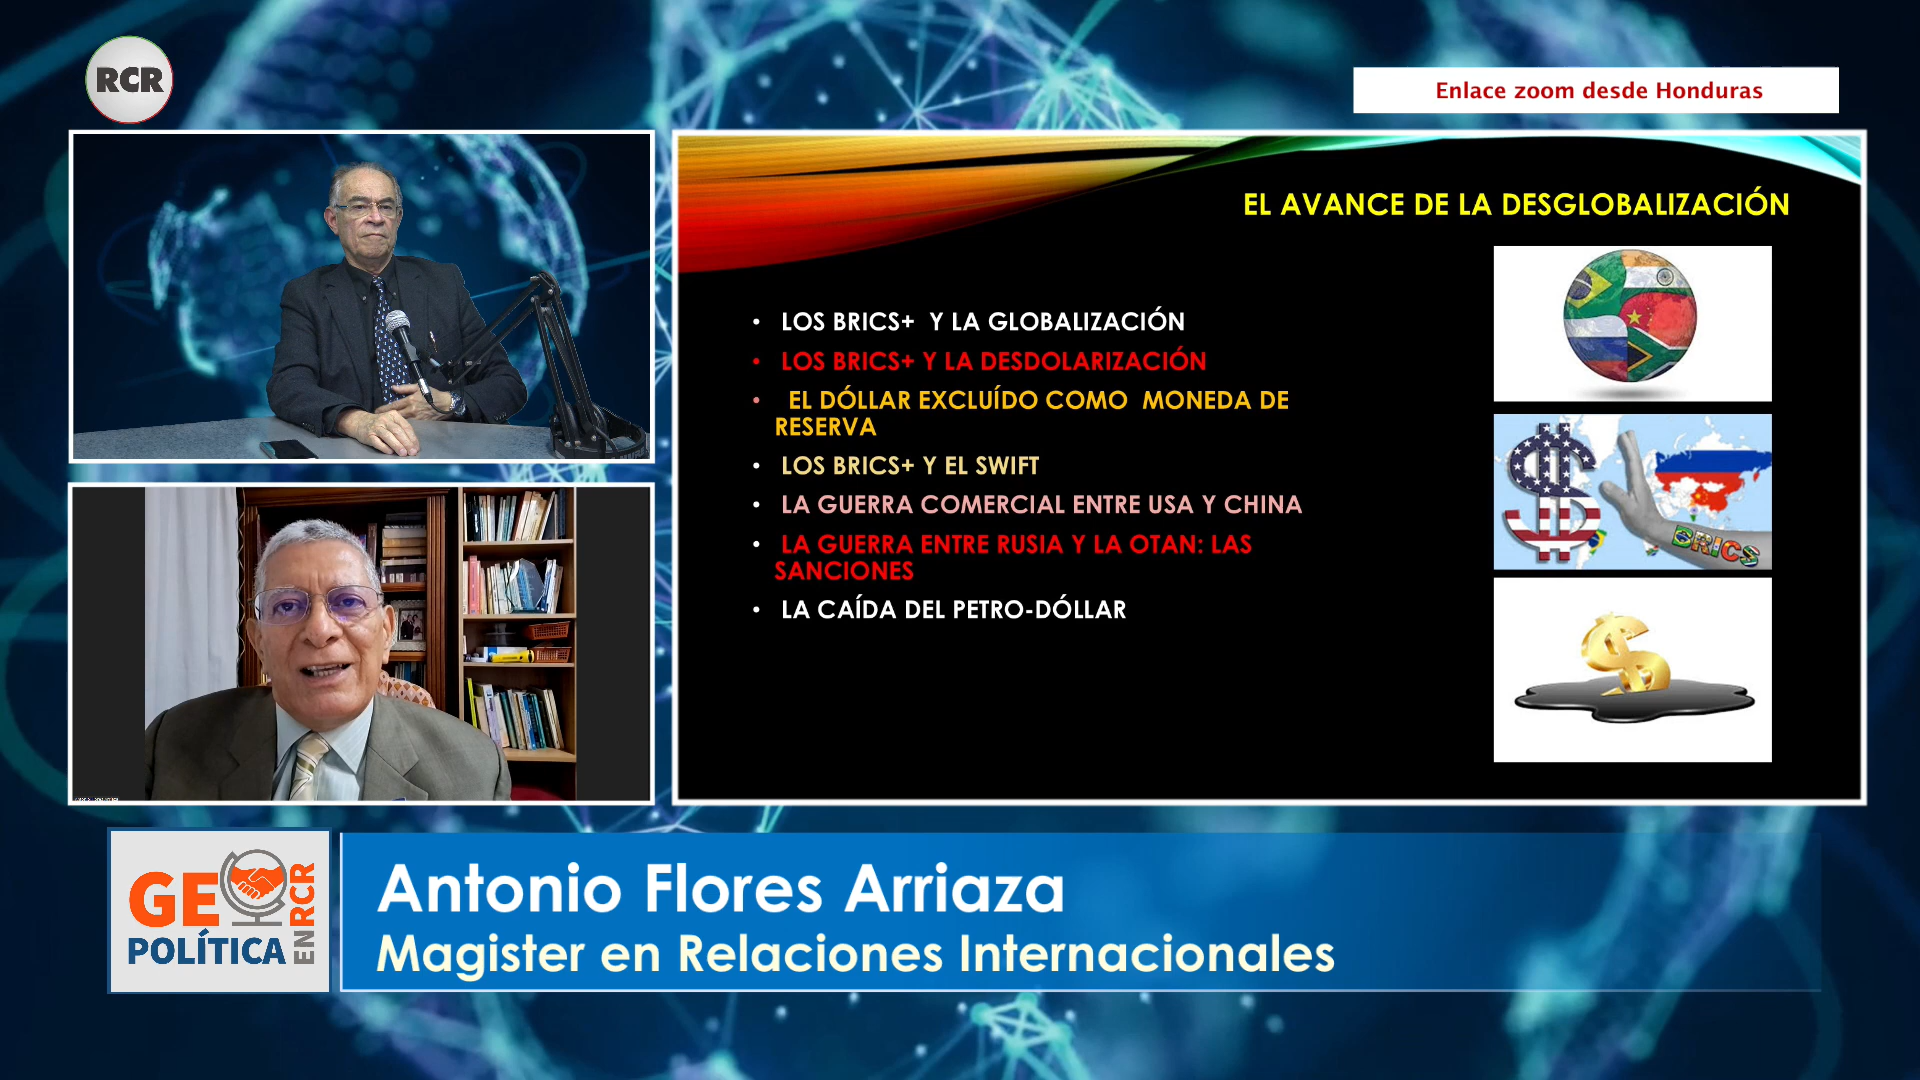 RCR
Enlace zoom desde Honduras
EL AVANCE DE LA DESGLOBALIZACIÓN
• LOS BRICS+ Y LA GLOBALIZACIÓN
• LOS BRICS+ Y LA DESDOLARIZACIÓN
• EL DÓLLAR EXCLUÍDO COMO MONEDA DE
RESERVA
• LOS BRICS+ Y EL SWIFT
• LA GUERRA COMERCIAL ENTRE USA Y CHINA
• LA GUERRA ENTRE RUSIA Y LA OTAN: LAS
SANCIONES
• LA CAÍDA DEL PETRO-DÓLLAR
BRICS
GEO
POLÍTICA
EN RCR
Antonio Flores Arriaza
Magister en Relaciones Internacionales